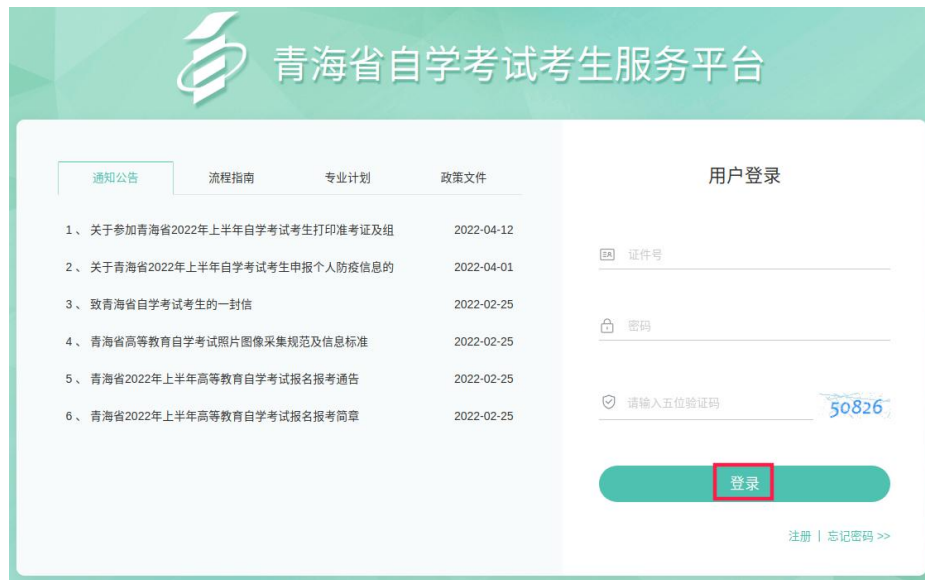 青海省自学考试考生服务平台
通知公告 流程指南 专业计划 政策文件
1、 关于参加青海省2022年上半年自学考试考生打印准考证及组 2022-04-12
2、 关于青海省2022年上半年自学考试考生申报个人防疫信息的 2022-04-01
3、 致青海省自学考试考生的一封信 2022-02-25
4、 青海省高等教育自学考试照片图像采集规范及信息标准 2022-02-25
5、 青海省2022年上半年高等教育自学考试报名报考通告 2022-02-25
6、 青海省2022年上半年高等教育自学考试报名报考简章 2022-02-25
用户登录
证件号
密码
请输入五位验证码 50826
登录
注册 | 忘记密码 >>